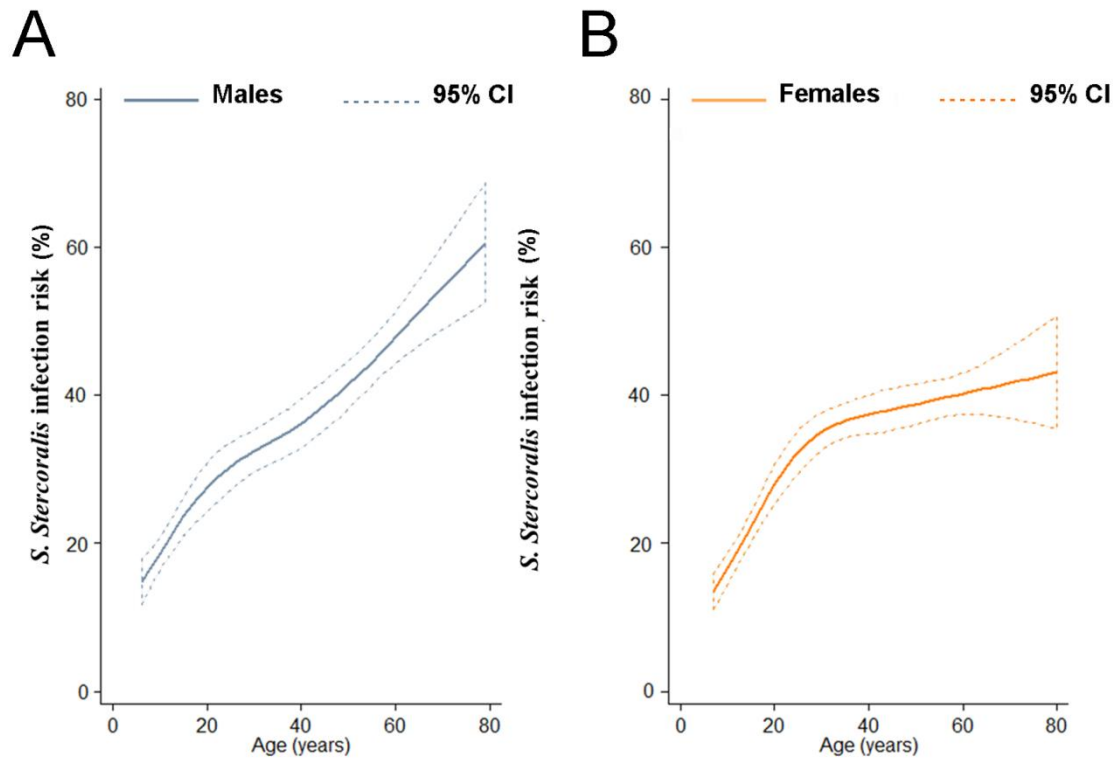 A
Males
95% CI
80
60
40
20
0
S. Stercoralis infection risk (%)
0 20 40 60 80
Age (years)
B
Females
95% CI
80
60
40
20
0
S. Stercoralis infection risk (%)
0 20 40 60 80
Age (years)